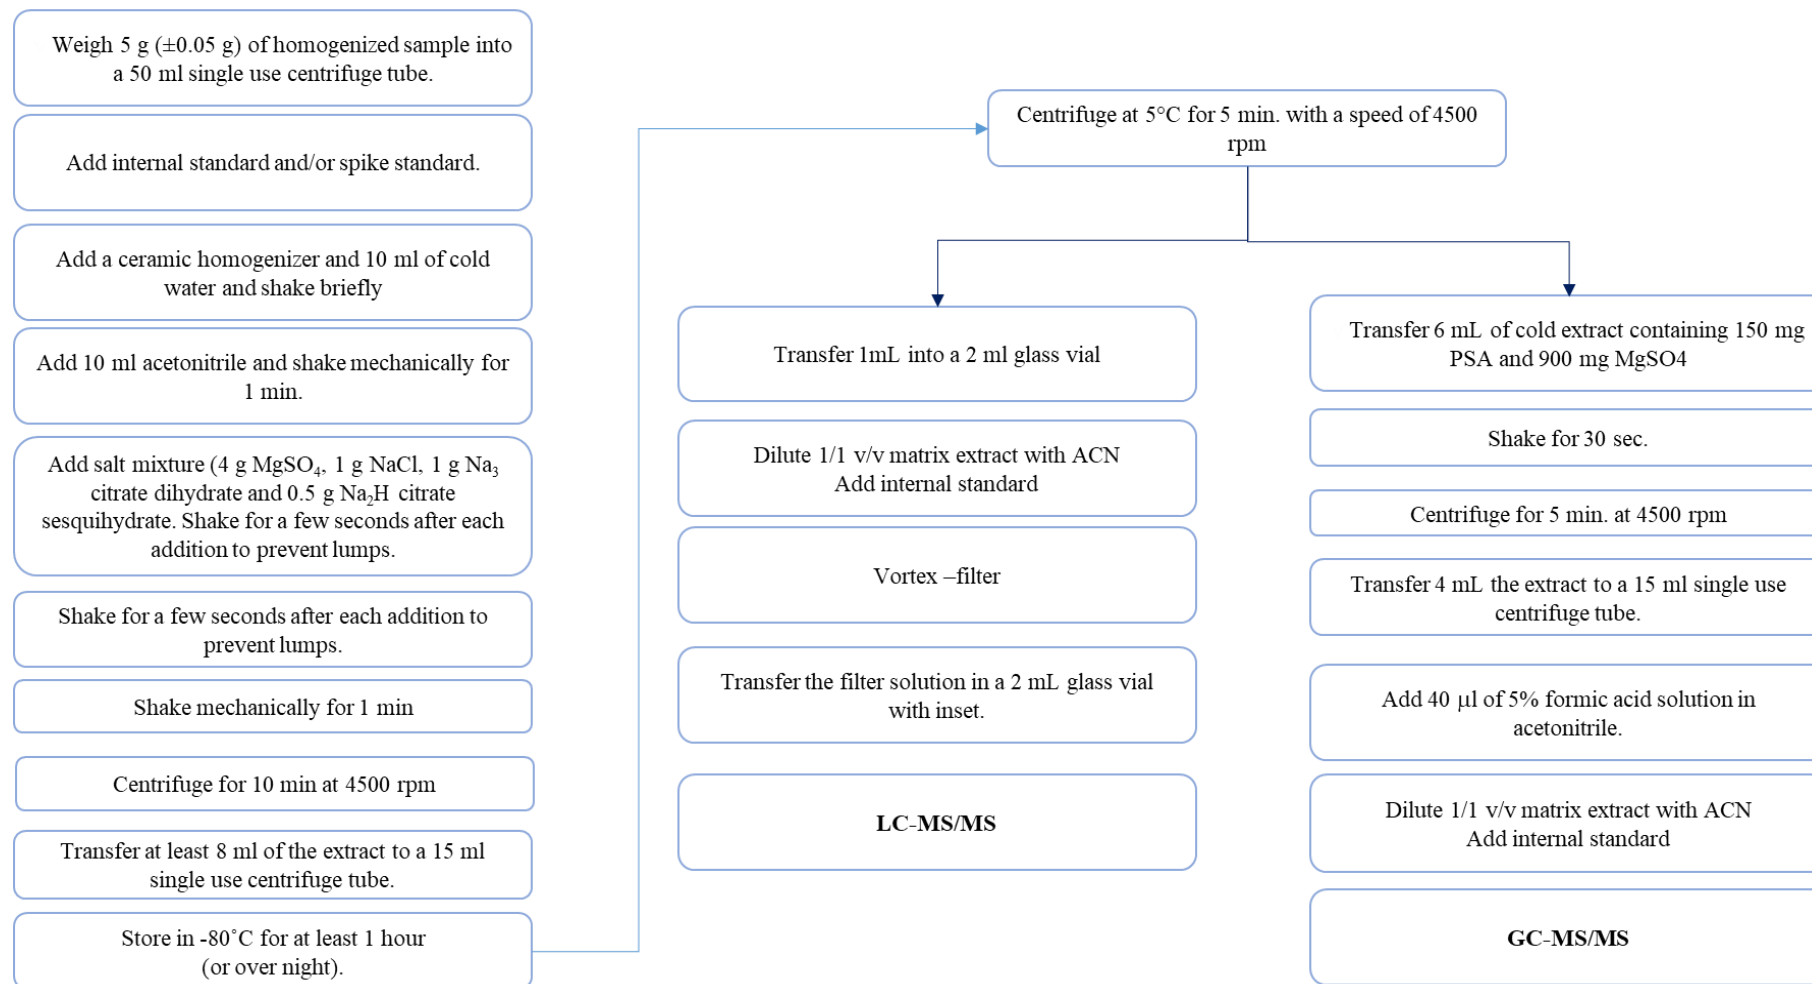 Weigh 5 g (±0.05 g) of homogenized sample into
a 50 ml single use centrifuge tube.
Add internal standard and/or spike standard.
Add a ceramic homogenizer and 10 ml of cold
water and shake briefly
Add 10 ml acetonitrile and shake mechanically for
1 min.
Add salt mixture (4 g MgSO₄, 1 g NaCl, 1 g Na₃
citrate dihydrate and 0.5 g Na₂H citrate
sesquihydrate. Shake for a few seconds after each
addition to prevent lumps.
Shake for a few seconds after each addition to
prevent lumps.
Shake mechanically for 1 min
Centrifuge for 10 min at 4500 rpm
Transfer at least 8 ml of the extract to a 15 ml
single use centrifuge tube.
Store in -80˚C for at least 1 hour
(or over night).
Centrifuge at 5°C for 5 min. with a speed of 4500
rpm
Transfer 1mL into a 2 ml glass vial
Dilute 1/1 v/v matrix extract with ACN
Add internal standard
Vortex –filter
Transfer the filter solution in a 2 mL glass vial
with inset.
LC-MS/MS
Transfer 6 mL of cold extract containing 150 mg
PSA and 900 mg MgSO4
Shake for 30 sec.
Centrifuge for 5 min. at 4500 rpm
Transfer 4 mL the extract to a 15 ml single use
centrifuge tube.
Add 40 µl of 5% formic acid solution in
acetonitrile.
Dilute 1/1 v/v matrix extract with ACN
Add internal standard
GC-MS/MS